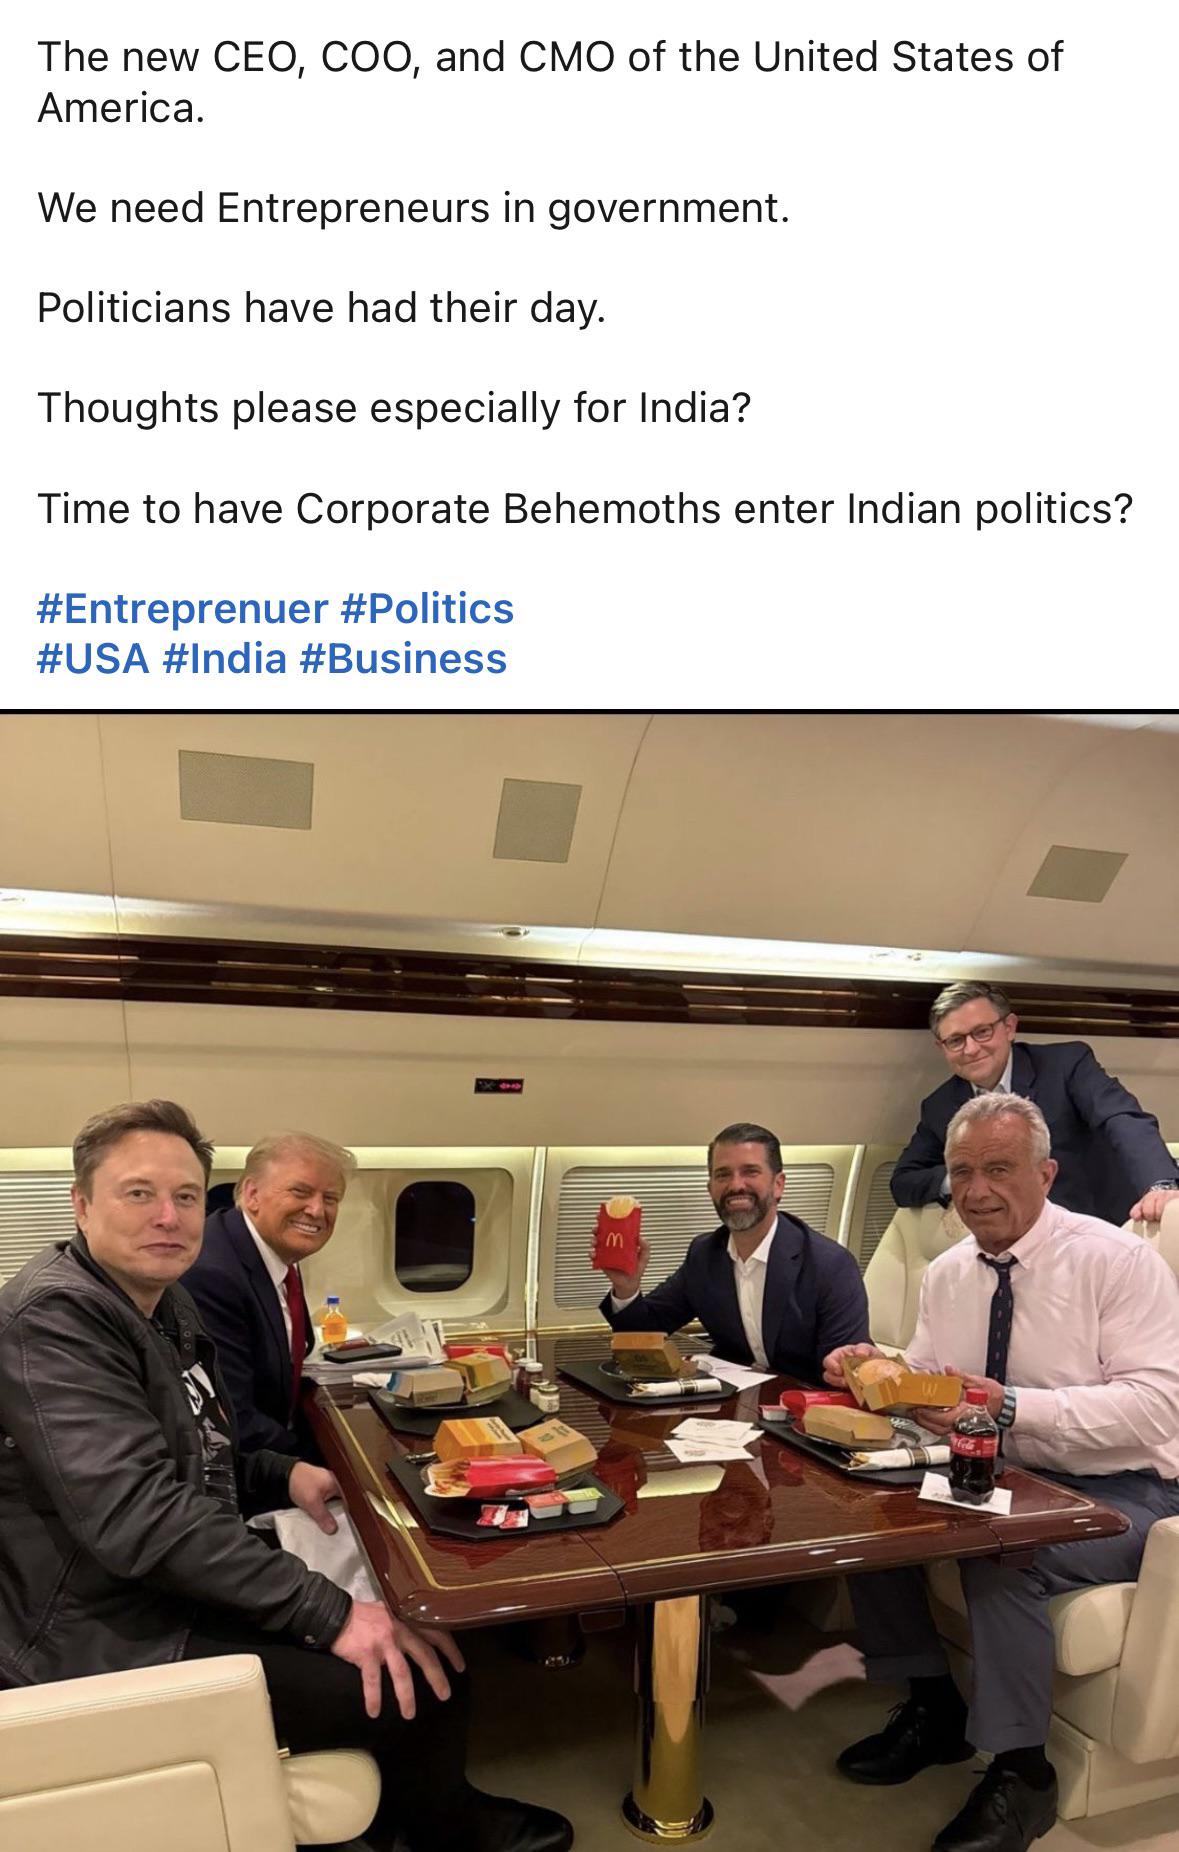 The new CEO, COO, and CMO of the United States of
America.
We need Entrepreneurs in government.
Politicians have had their day.
Thoughts please especially for India?
Time to have Corporate Behemoths enter Indian politics?
#Entreprenuer #Politics
#USA #India #Business